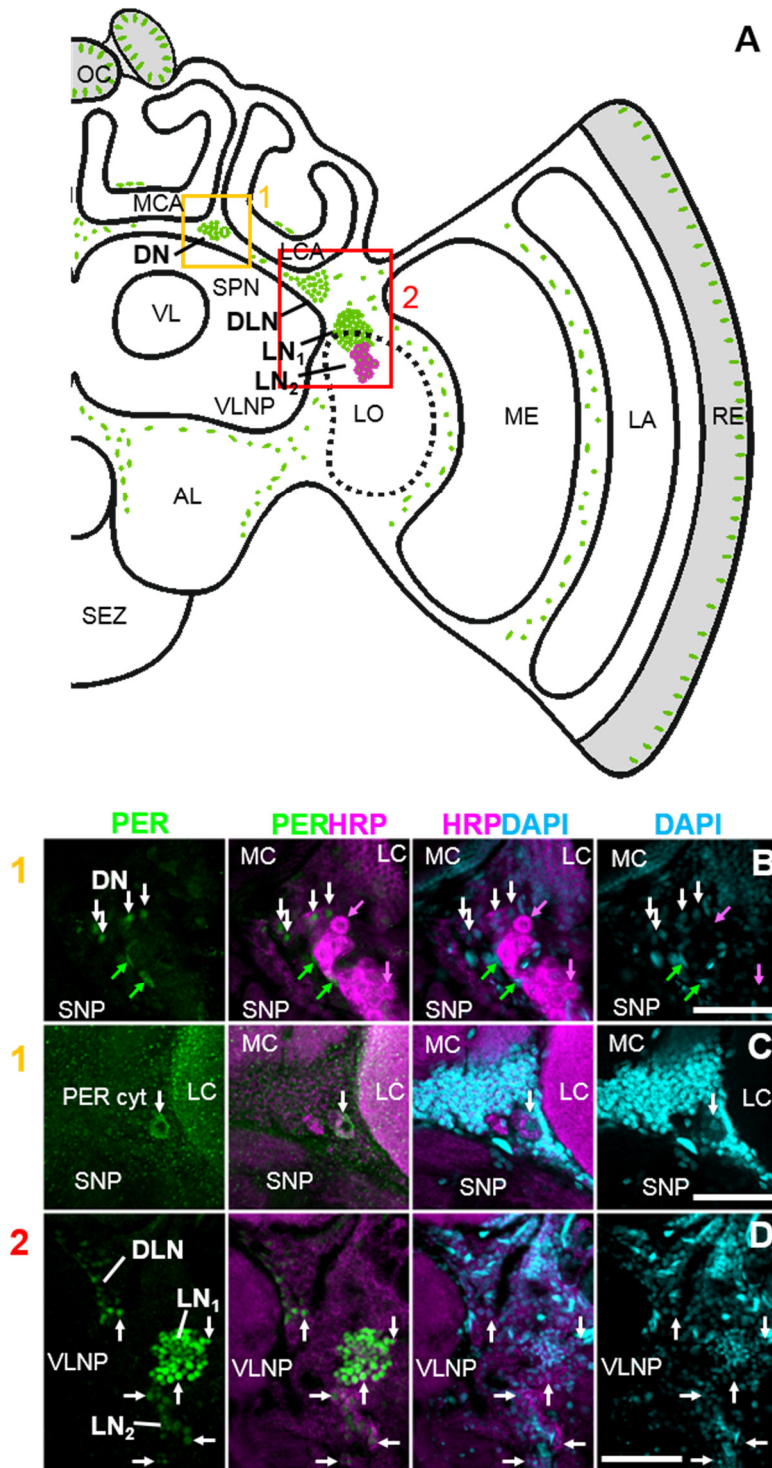 A
OC
1
MCA
LCA
DN
SPN
2
VL
DLN
LN1
LN2
VLNP
LO
ME
LA
RE
AL
SEZ
PER PERHRP HRPDAPI DAPI
1
DN
SNP
MC LC
SNP
MC LC
SNP
MC B
SNP
1
PER cyt
LC
SNP
MC
LC
SNP
MC
LC
SNP
MC C
LC
SNP
2
DLN
LN1
VLNP
LN2
VLNP
VLNP
D
VLNP